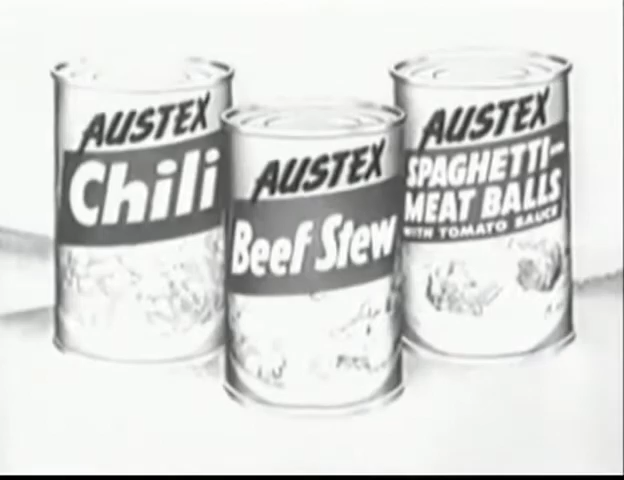 AUSTEX
Chili
AUSTEX
Beef Stew
AUSTEX
SPAGHETTI-
MEAT BALLS
WITH TOMATO SAUCE